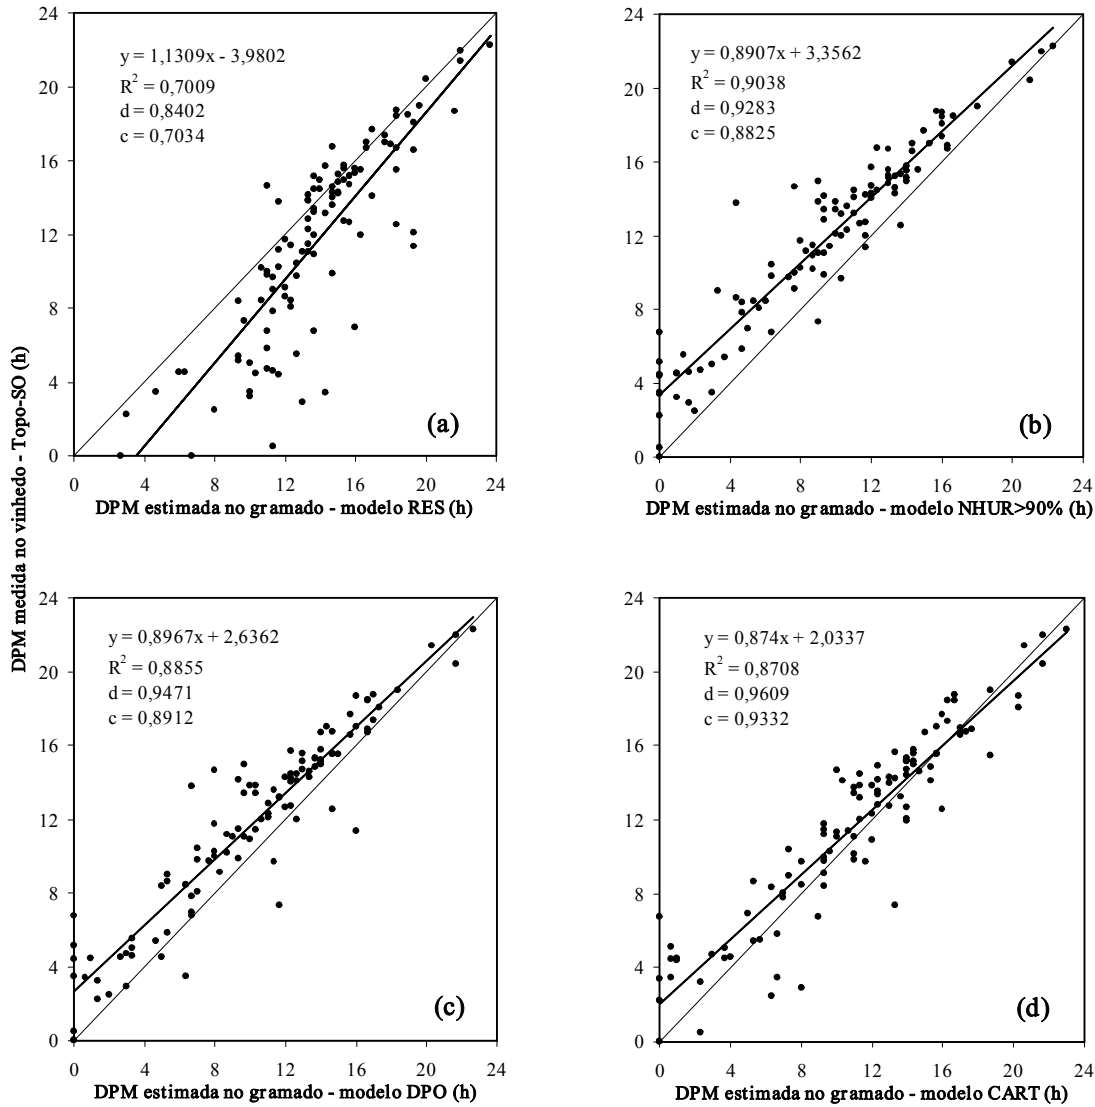 DPM medida no vinhedo - Topo-SO (h)
24
20
16
12
8
4
0
y = 1,1309x - 3,9802
R² = 0,7009
d = 0,8402
c = 0,7034
(a)
0 4 8 12 16 20 24
DPM estimada no gramado - modelo RES (h)
24
20
16
12
8
4
0
y = 0,8907x + 3,3562
R² = 0,9038
d = 0,9283
c = 0,8825
(b)
0 4 8 12 16 20 24
DPM estimada no gramado - modelo NHUR>90% (h)
24
20
16
12
8
4
0
y = 0,8967x + 2,6362
R² = 0,8855
d = 0,9471
c = 0,8912
(c)
0 4 8 12 16 20 24
DPM estimada no gramado - modelo DPO (h)
24
20
16
12
8
4
0
y = 0,874x + 2,0337
R² = 0,8708
d = 0,9609
c = 0,9332
(d)
0 4 8 12 16 20 24
DPM estimada no gramado - modelo CART (h)